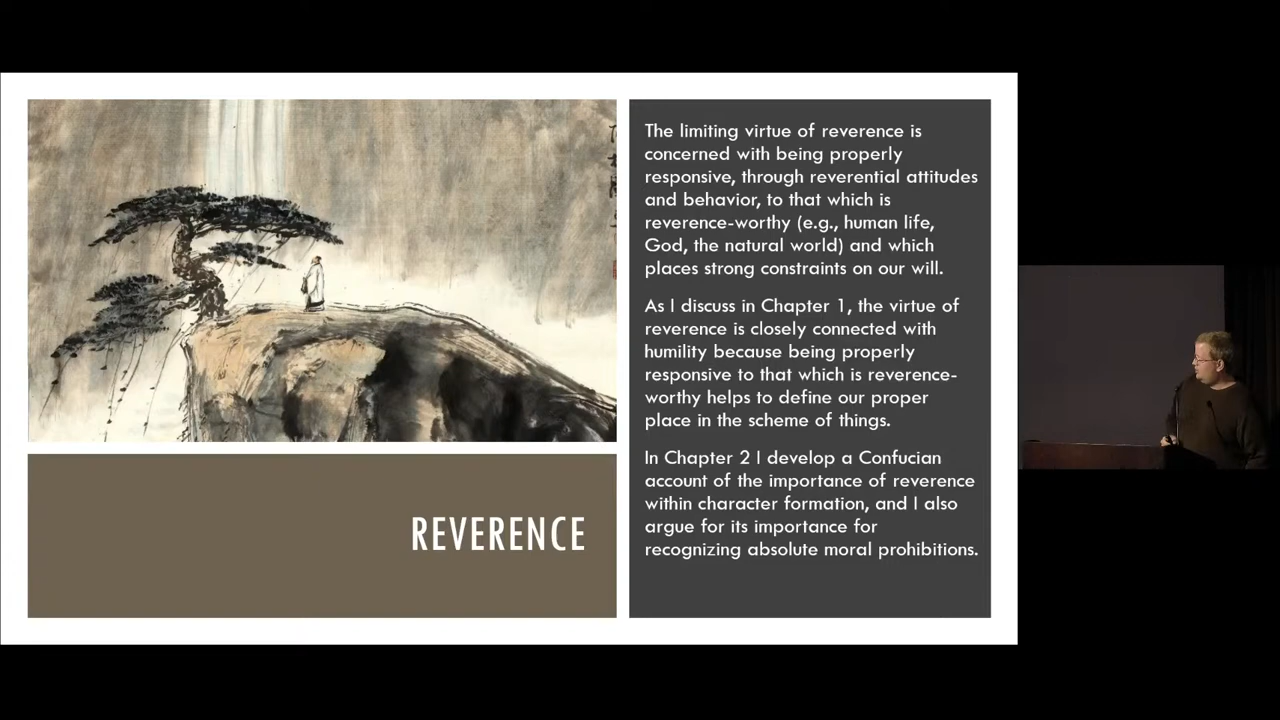 The limiting virtue of reverence is
concerned with being properly
responsive, through reverential attitudes
and behavior, to that which is
reverence-worthy (e.g., human life,
God, the natural world) and which
places strong constraints on our will.
As I discuss in Chapter 1, the virtue of
reverence is closely connected with
humility because being properly
responsive to that which is reverence-
worthy helps to define our proper
place in the scheme of things.
In Chapter 2 I develop a Confucian
account of the importance of reverence
within character formation, and I also
argue for its importance for
recognizing absolute moral prohibitions.
REVERENCE